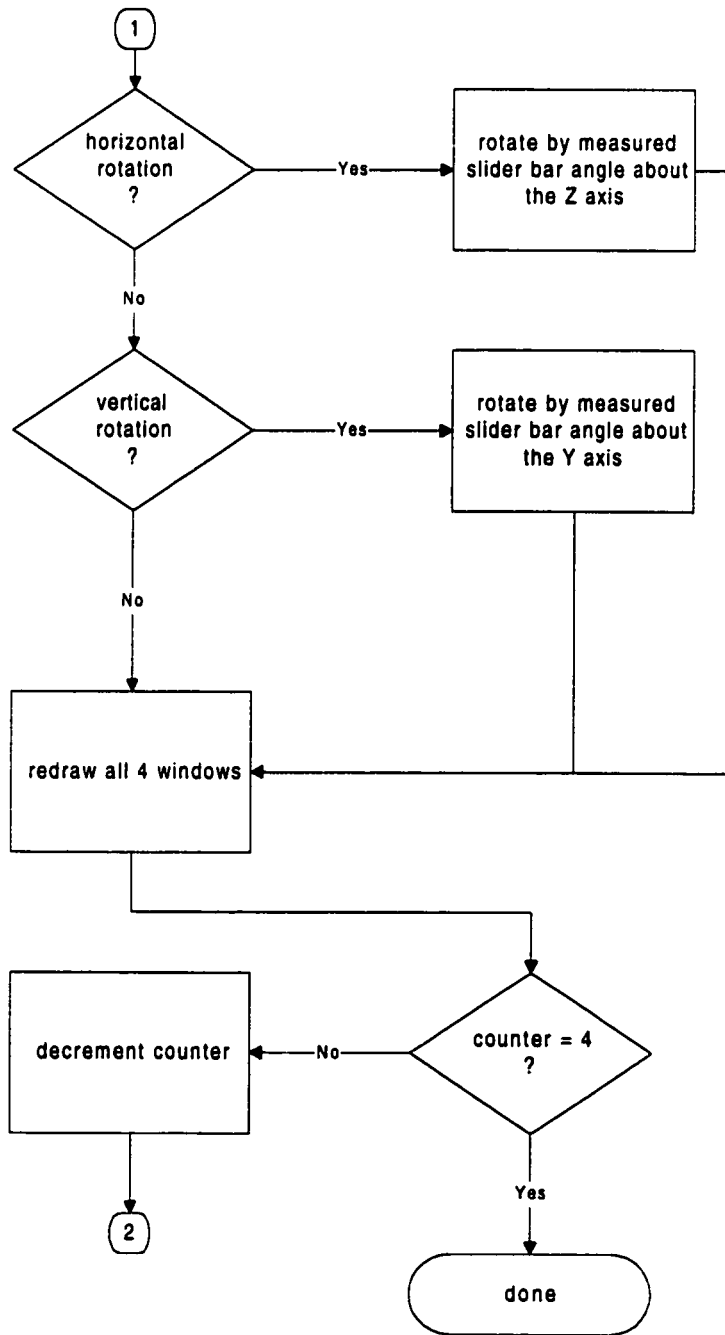 1
horizontal
rotation
?
Yes
rotate by measured
slider bar angle about
the Z axis
No
vertical
rotation
?
Yes
rotate by measured
slider bar angle about
the Y axis
No
redraw all 4 windows
decrement counter
No
counter = 4
?
Yes
2
done